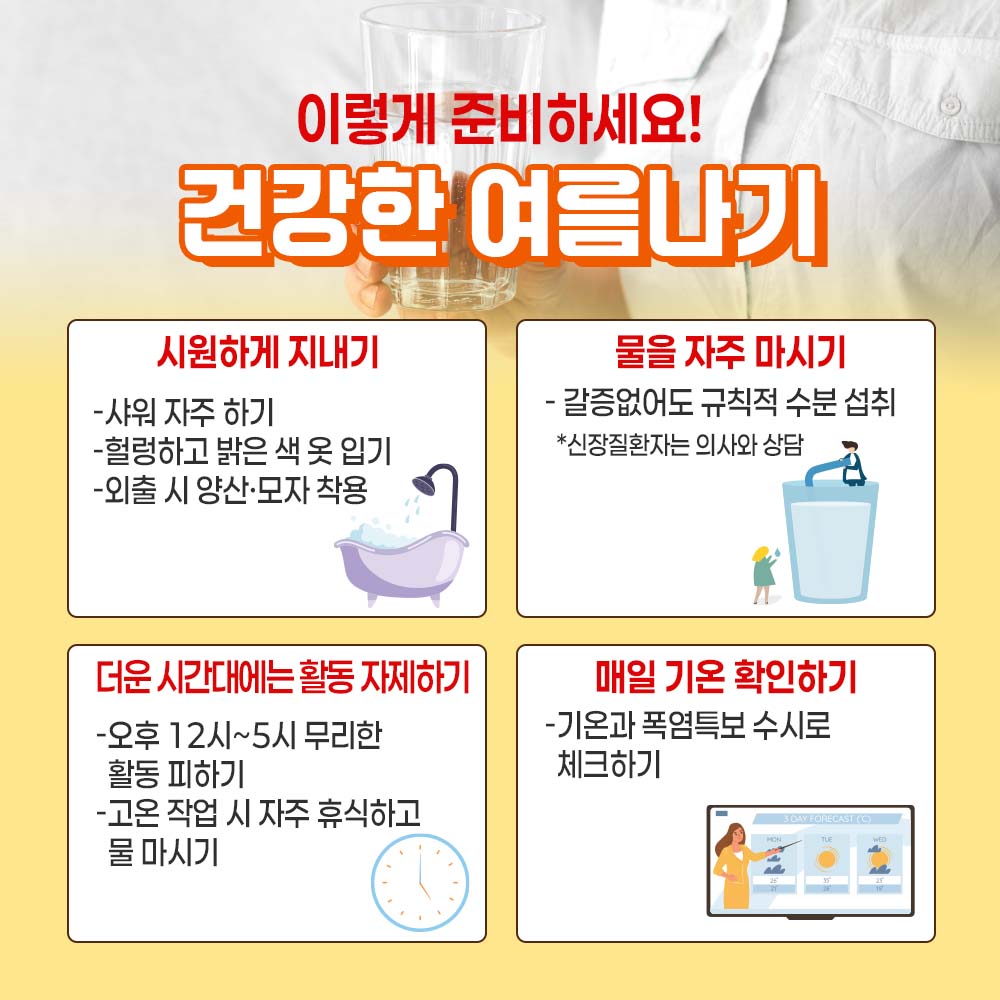 이렇게 준비하세요!
건강한 여름나기
시원하게 지내기
-샤워 자주 하기
-헐렁하고 밝은 색 옷 입기
-외출 시 양산·모자 착용
물을 자주 마시기
- 갈증없어도 규칙적 수분 섭취
*신장질환자는 의사와 상담
더운 시간대에는 활동 자제하기
-오후 12시~5시 무리한
활동 피하기
-고온 작업 시 자주 휴식하고
물 마시기
매일 기온 확인하기
-기온과 폭염특보 수시로
체크하기
3 DAY FORECAST (°C)
MON TUE WED
26° 35° 23°
21° 28° 19°